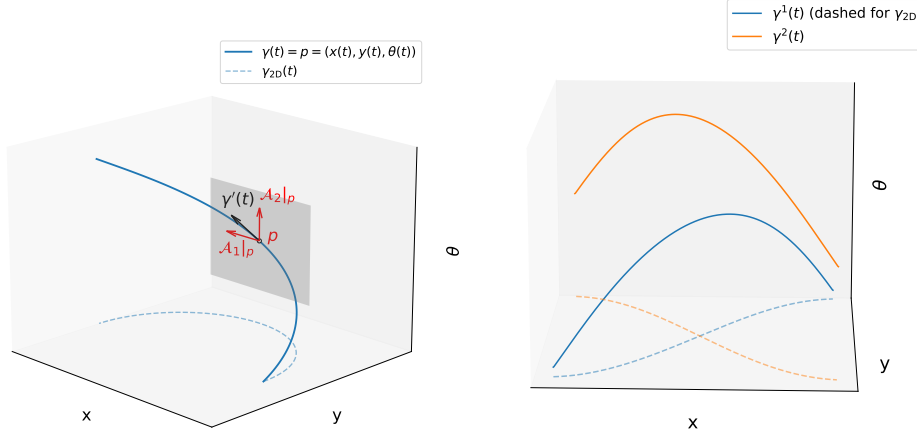 γ(t) = p = (x(t), y(t), θ(t))
γ₂D(t)
γ′(t)
𝒜₂|ₚ
p
𝒜₁|ₚ
θ
x
y
γ¹(t) (dashed for γ₂D
γ²(t)
θ
y
x